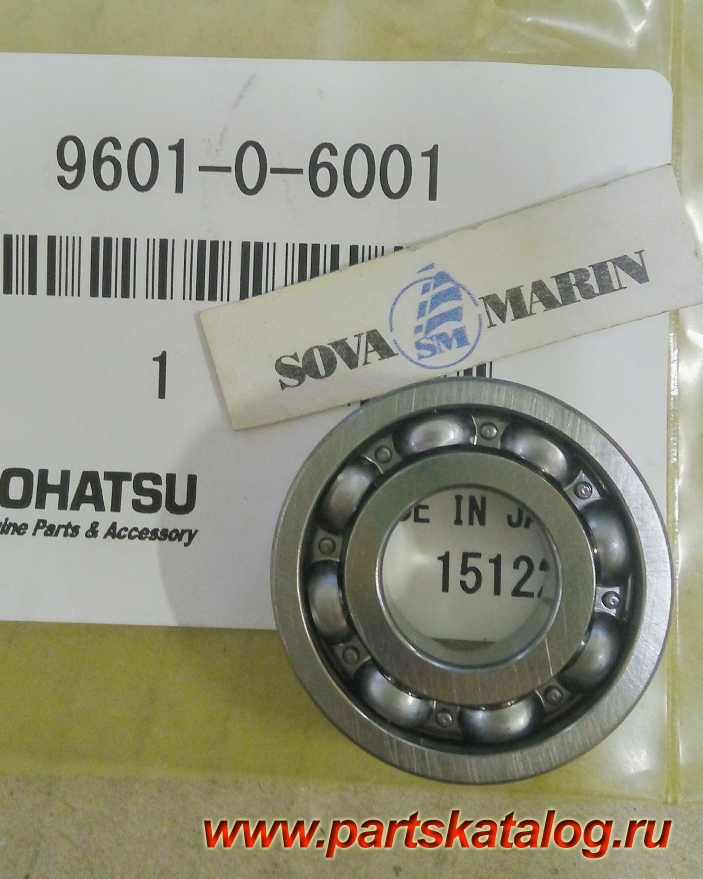 9601-0-6001
SOVA SM MARIN
1
OHATSU
ine Parts & Accessory
E IN JA
1512
www.partskatalog.ru